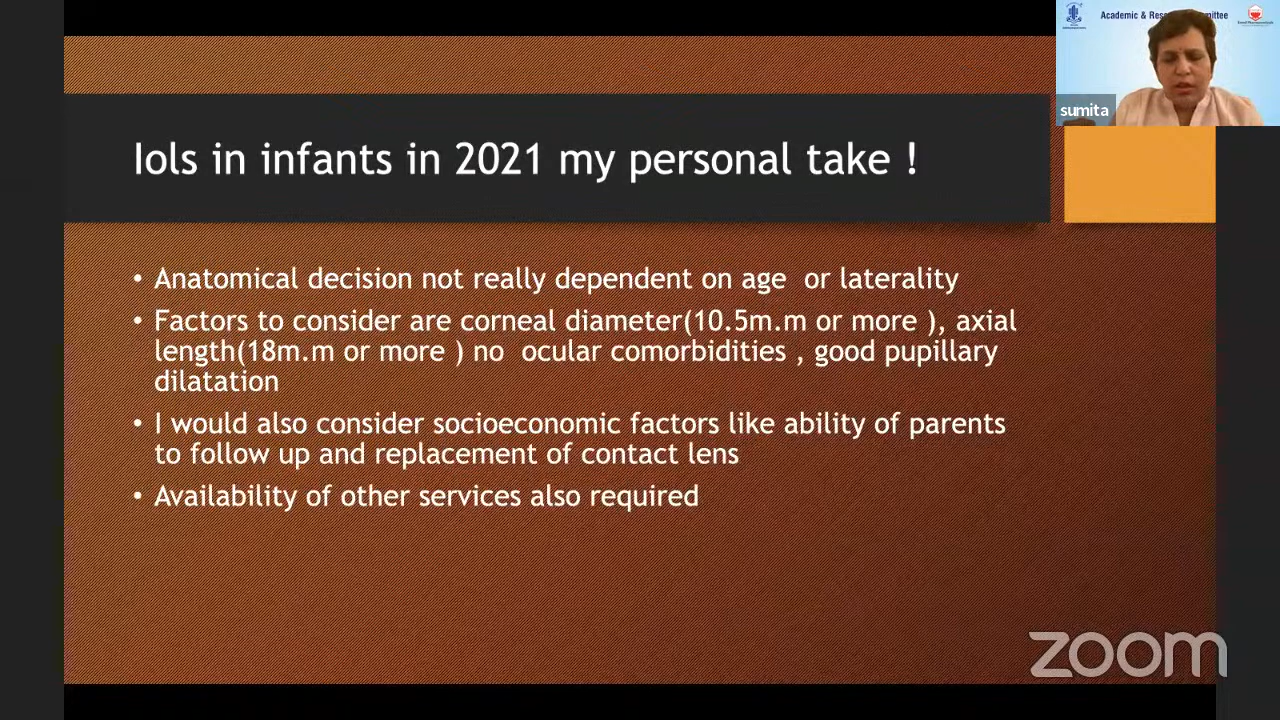 Academic &
sumita
Iols in infants in 2021 my personal take !
• Anatomical decision not really dependent on age or laterality
• Factors to consider are corneal diameter(10.5m.m or more ), axial
length(18m.m or more ) no ocular comorbidities , good pupillary
dilatation
• I would also consider socioeconomic factors like ability of parents
to follow up and replacement of contact lens
• Availability of other services also required
zoom